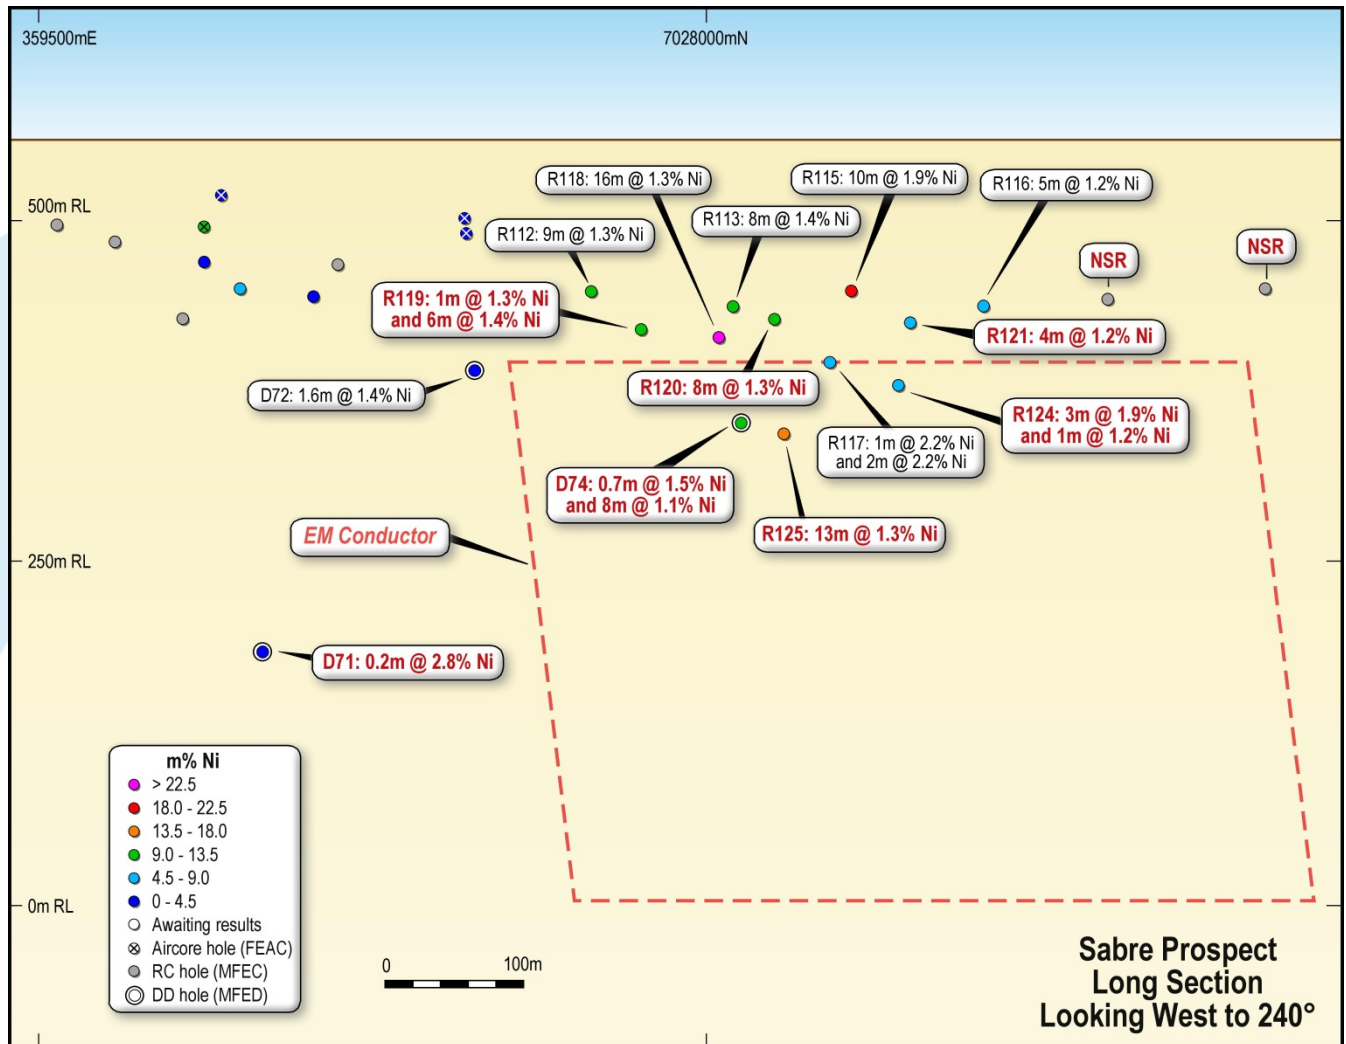 359500mE
7028000mN
500m RL
R118: 16m @ 1.3% Ni
R115: 10m @ 1.9% Ni
R116: 5m @ 1.2% Ni
R113: 8m @ 1.4% Ni
R112: 9m @ 1.3% Ni
NSR
NSR
R119: 1m @ 1.3% Ni
and 6m @ 1.4% Ni
R121: 4m @ 1.2% Ni
D72: 1.6m @ 1.4% Ni
R120: 8m @ 1.3% Ni
R124: 3m @ 1.9% Ni
and 1m @ 1.2% Ni
R117: 1m @ 2.2% Ni
and 2m @ 2.2% Ni
D74: 0.7m @ 1.5% Ni
and 8m @ 1.1% Ni
R125: 13m @ 1.3% Ni
EM Conductor
250m RL
D71: 0.2m @ 2.8% Ni
m% Ni
> 22.5
18.0 - 22.5
13.5 - 18.0
9.0 - 13.5
4.5 - 9.0
0 - 4.5
Awaiting results
Aircore hole (FEAC)
RC hole (MFEC)
DD hole (MFED)
0m RL
0 100m
Sabre Prospect
Long Section
Looking West to 240°